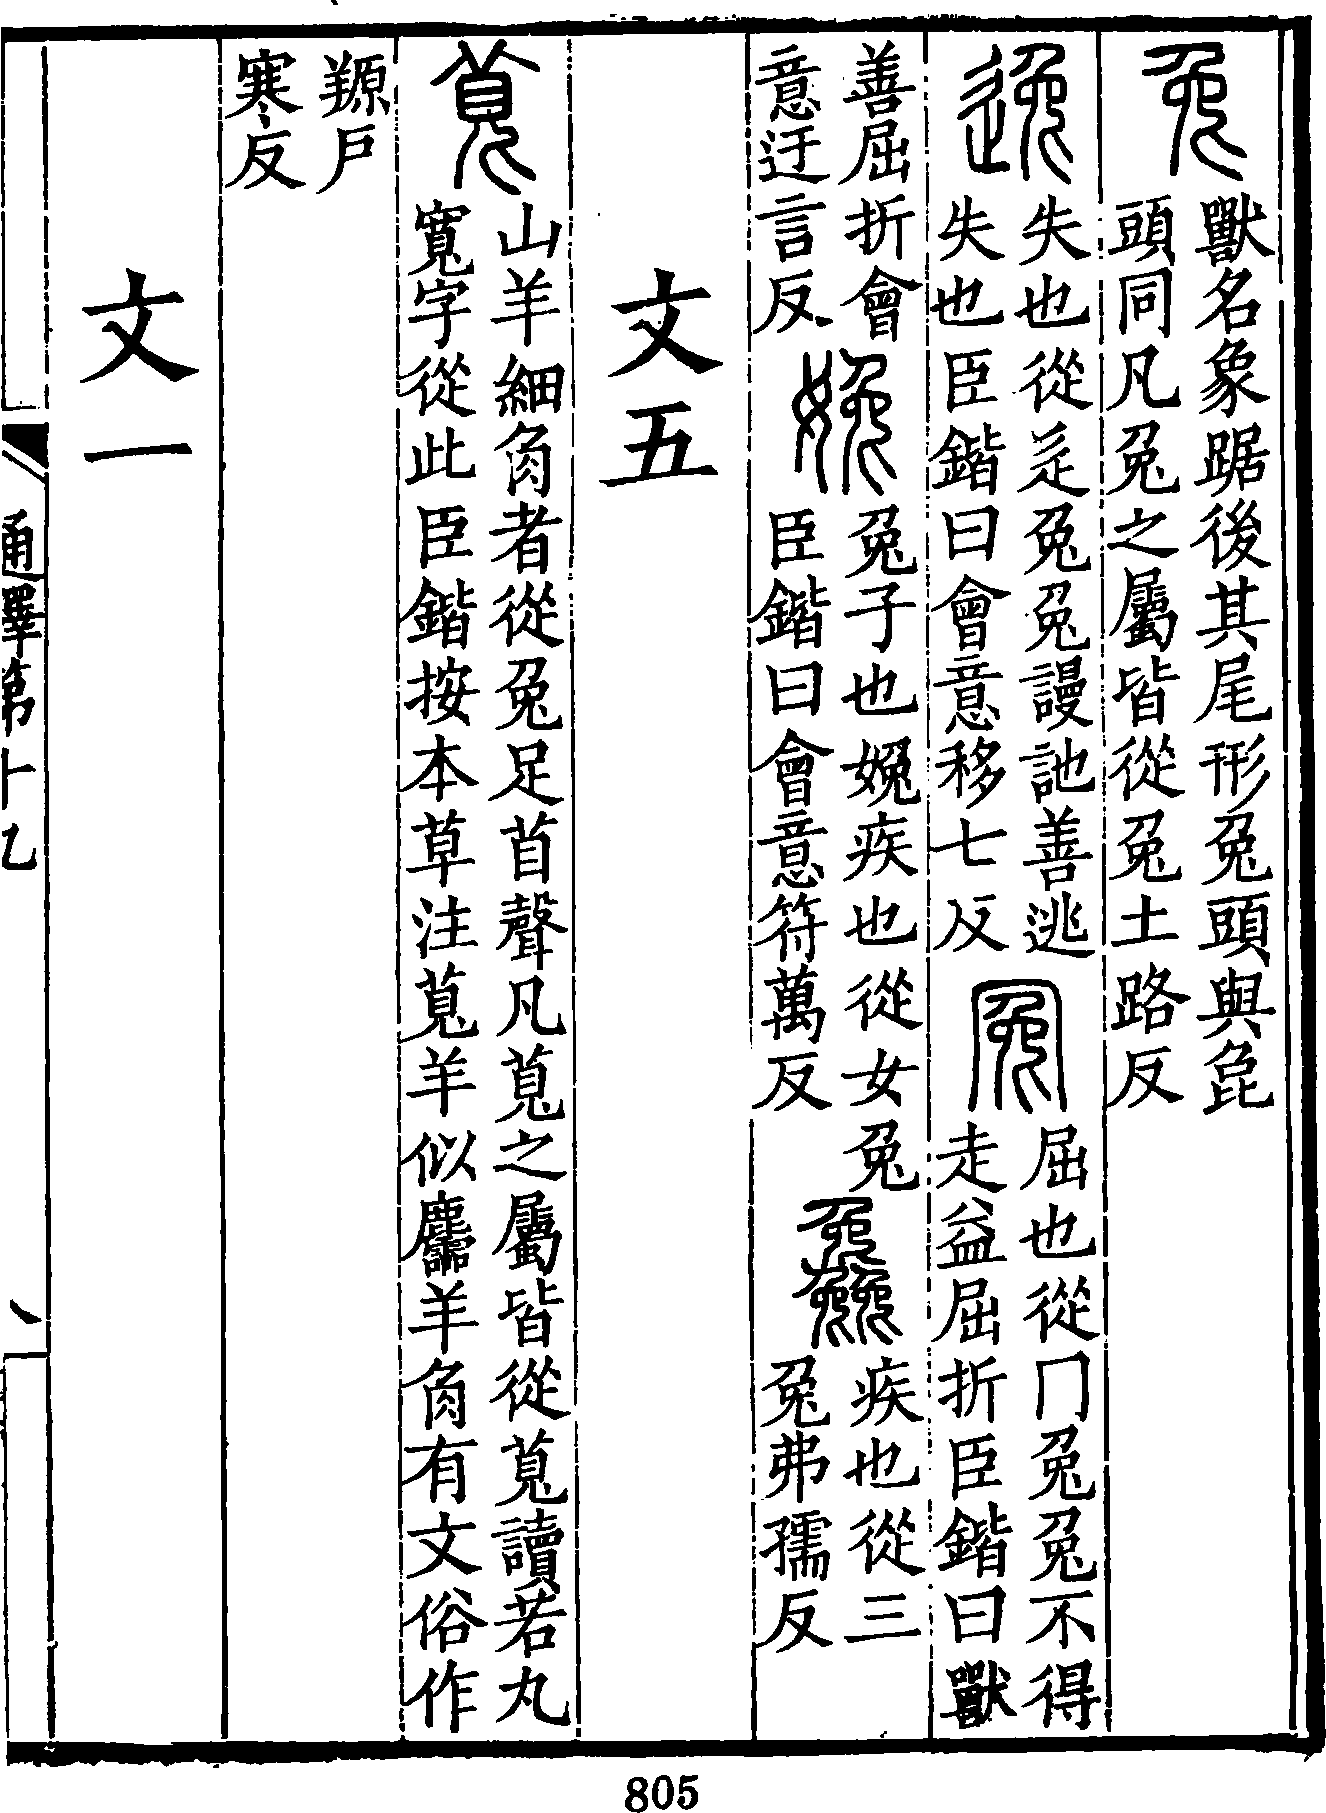 兔獸名象踞後其尾形兔頭與㲋頭同凡兔之屬皆從兔土路反
逸失也從辵兔兔謾訑善逃失也臣鍇曰會意移七反冤屈也從冂兔兔不得走益屈折臣鍇曰獸
善屈折會意迂言反㝃兔子也㝃疾也從女兔臣鍇曰會意符萬反㕙疾也從三兔弗孺反
文五
萈山羊細角者從兔足苜聲凡萈之屬皆從萈讀若丸寬字從此臣鍇按本草注萈羊似麢羊角有文俗作
羱戶寒反
文一
通釋第十九
805